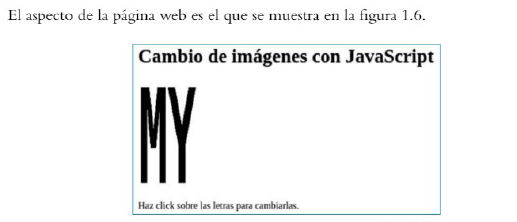 El aspecto de la página web es el que se muestra en la figura 1.6.
Cambio de imágenes con JavaScript
MY
Haz click sobre las letras para cambiarlas.